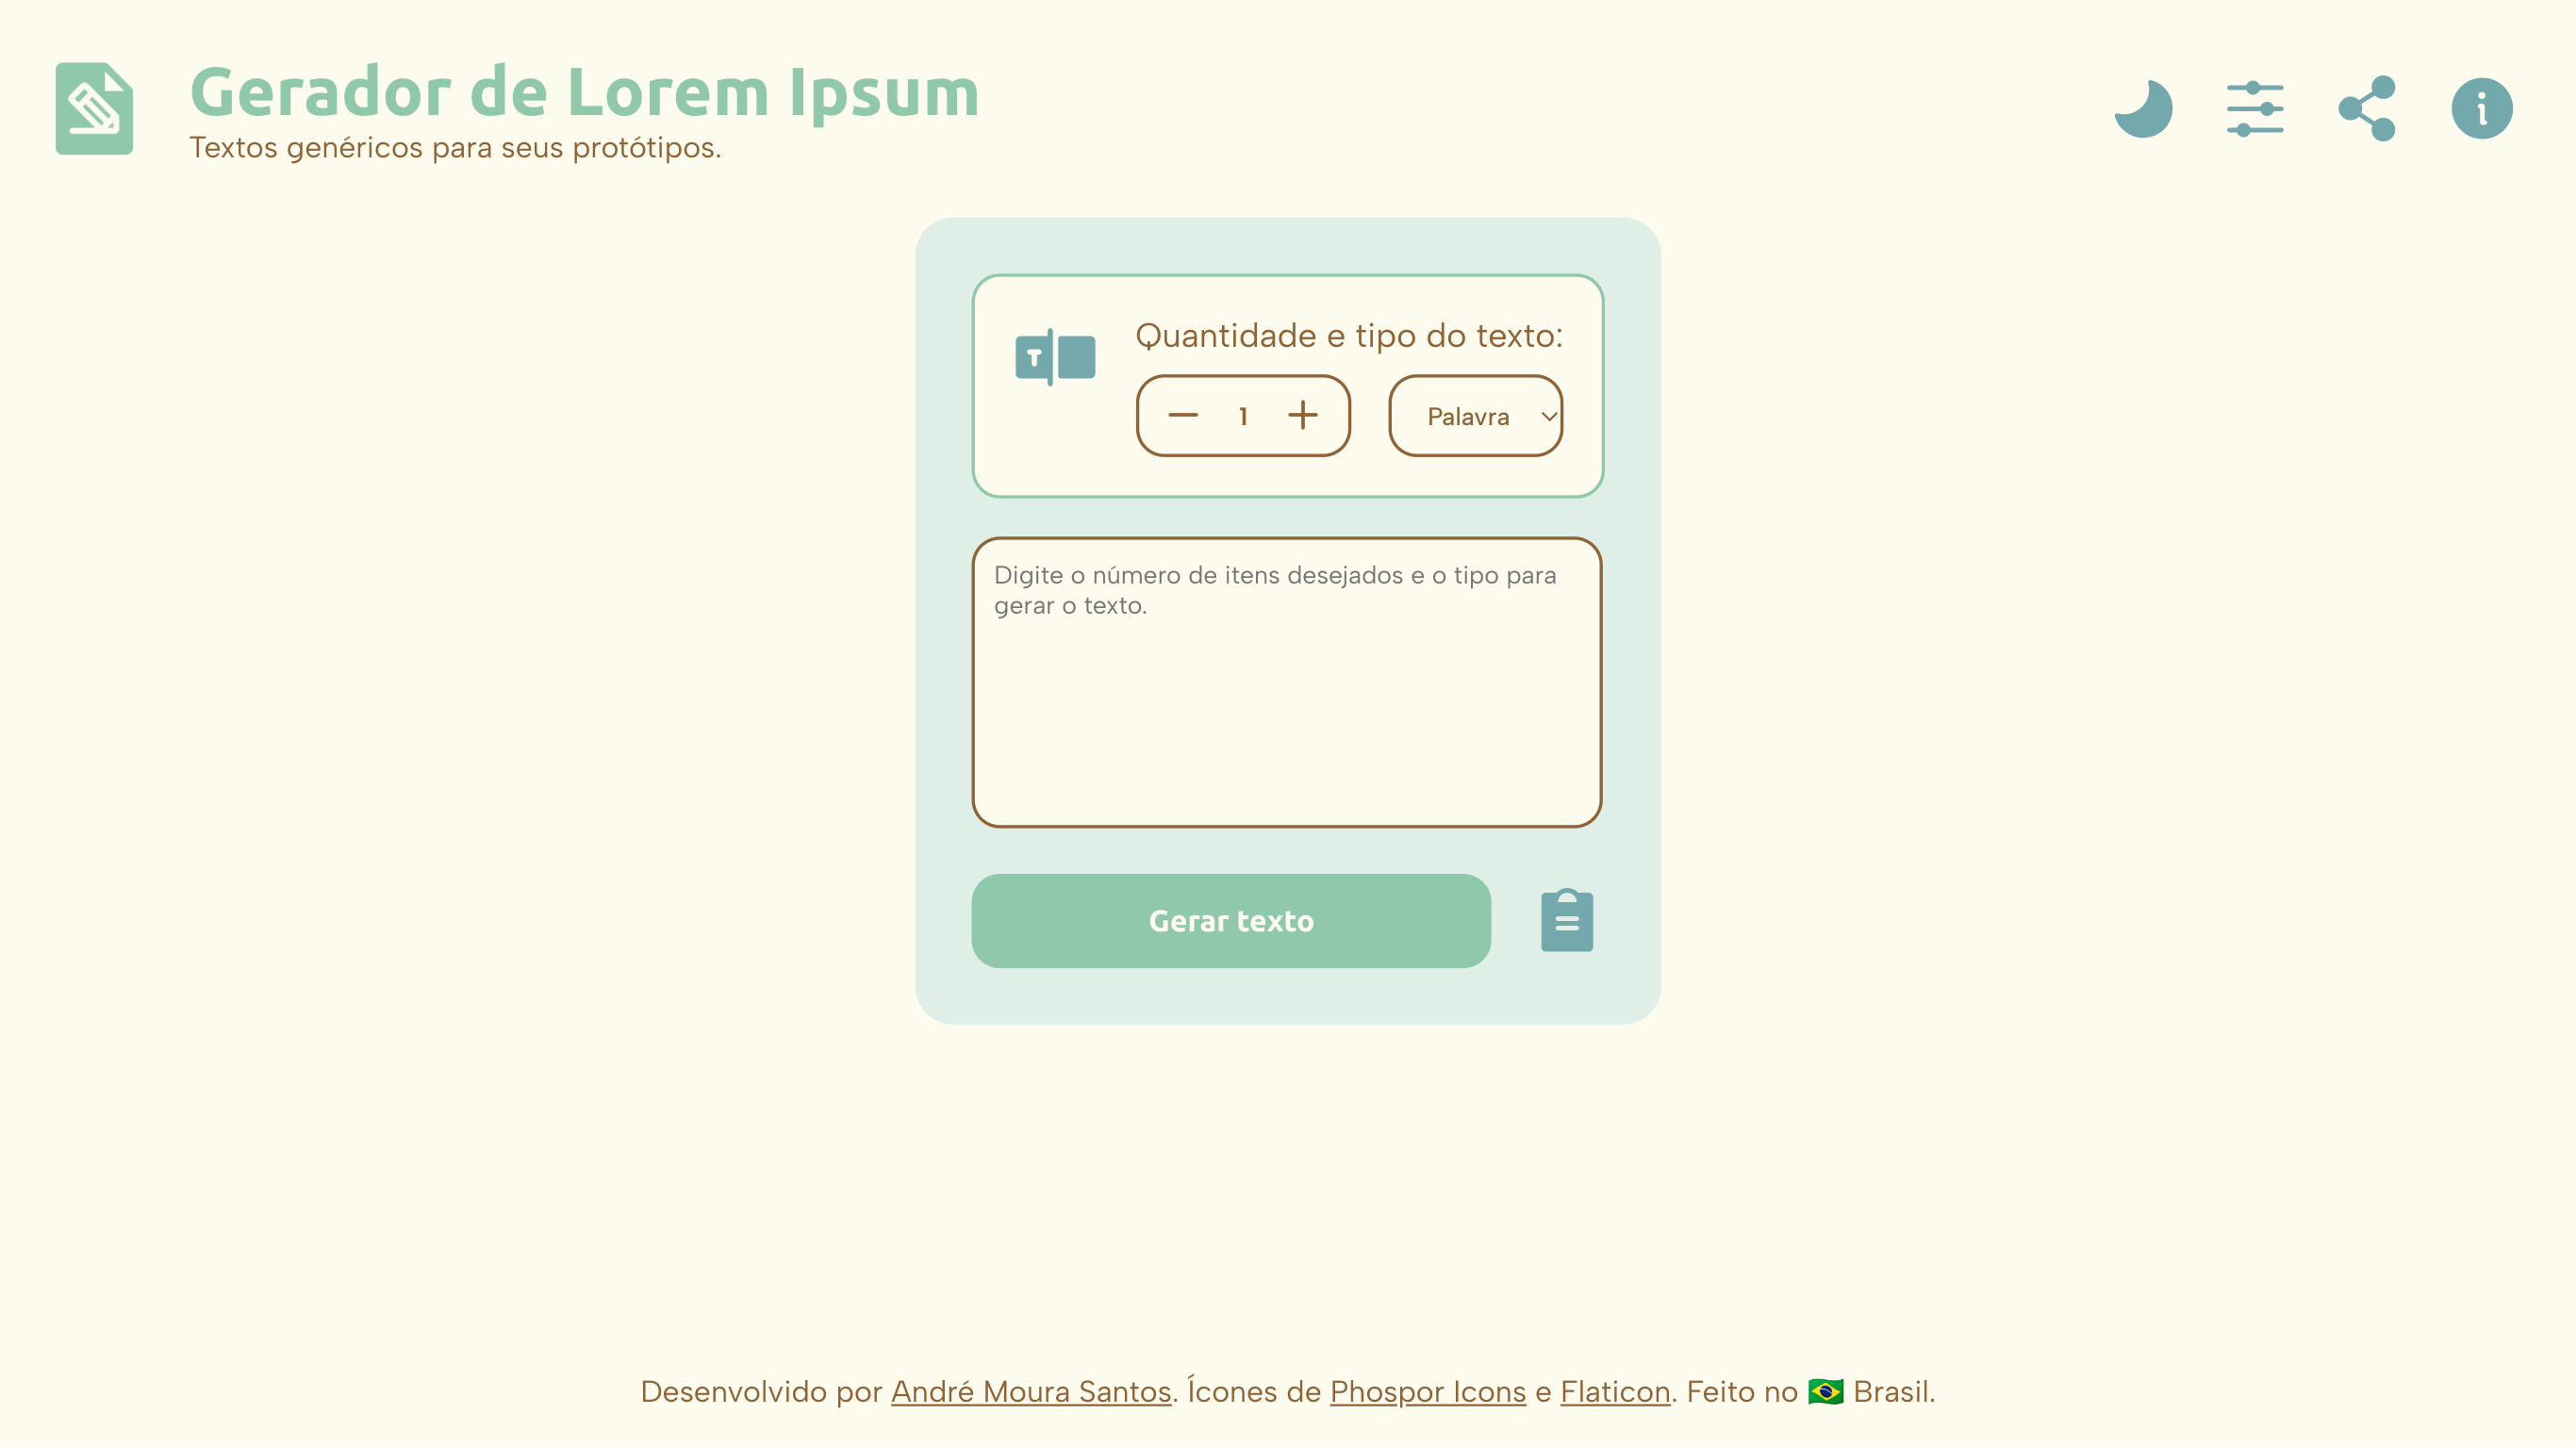 Gerador de Lorem Ipsum
Textos genéricos para seus protótipos.
Quantidade e tipo do texto:
T
1
Palavra
Digite o número de itens desejados e o tipo para
gerar o texto.
Gerar texto
Desenvolvido por André Moura Santos. Ícones de Phospor Icons e Flaticon. Feito no 🇧🇷 Brasil.